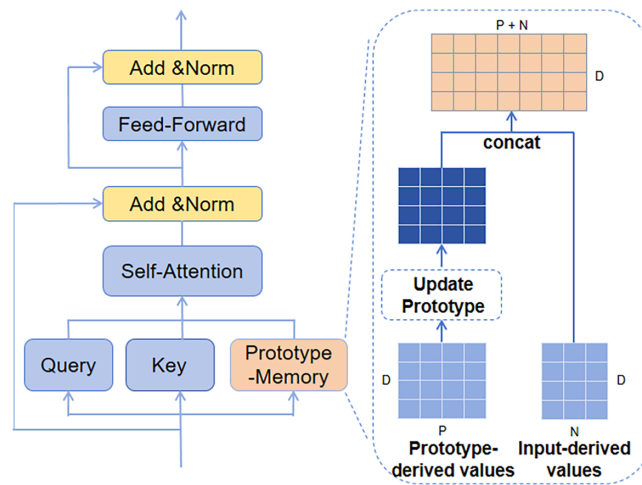 Add &Norm
Feed-Forward
Add &Norm
Self-Attention
Query
Key
Prototype
-Memory
P + N
D
concat
Update
Prototype
D
D
P
N
Prototype-
derived values
Input-derived
values